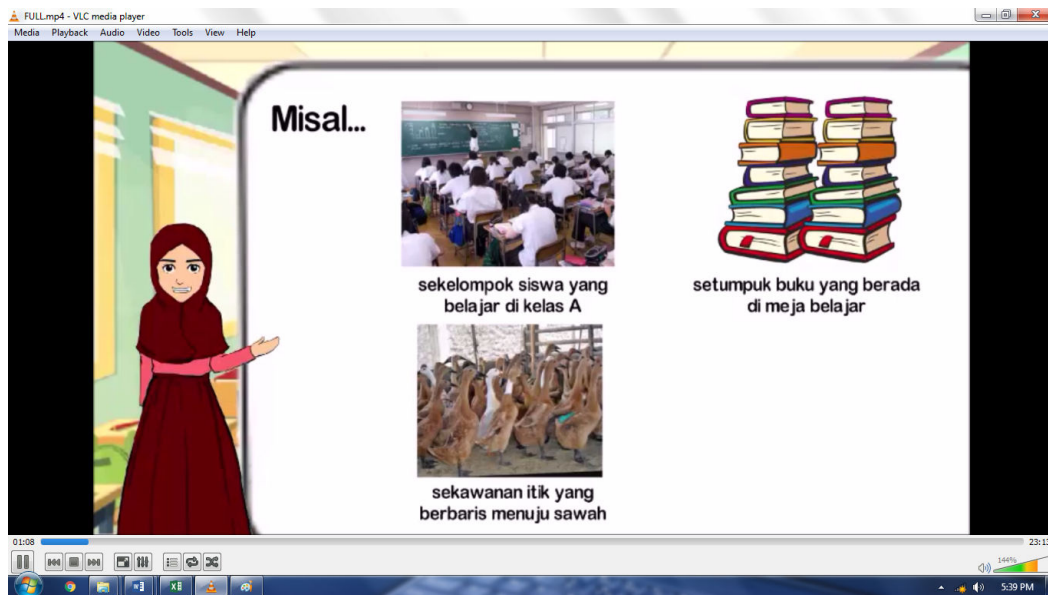 FULL.mp4 - VLC media player
Media Playback Audio Video Tools View Help
Misal...
sekelompok siswa yang
belajar di kelas A
setumpuk buku yang berada
di meja belajar
sekawanan itik yang
berbaris menuju sawah
01:08
23:13
144%
5:39 PM